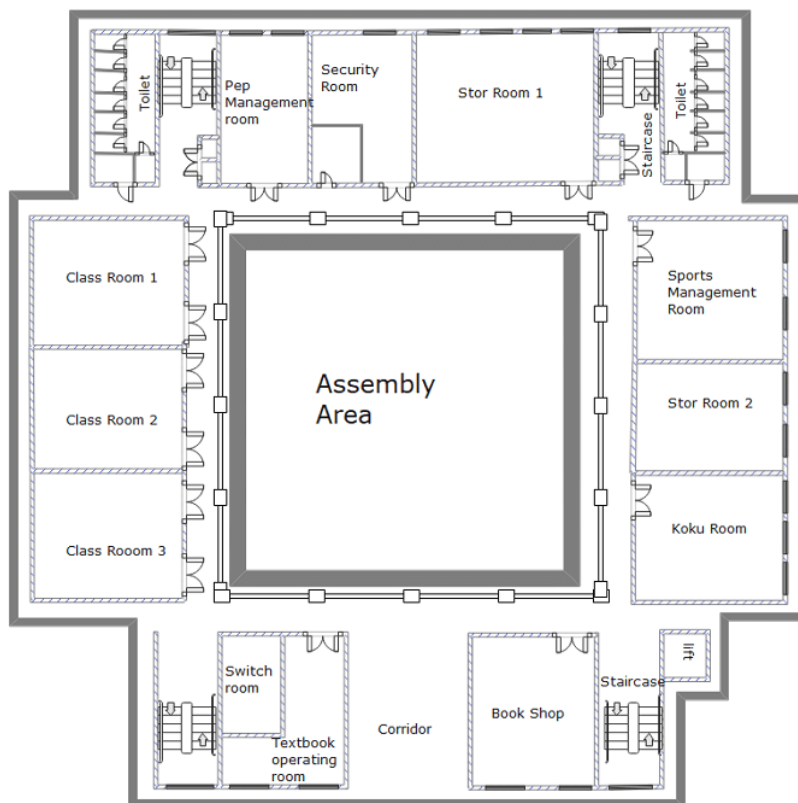 Toilet
Pep
Management
room
Security
Room
Stor Room 1
Staircase
Toilet
Class Room 1
Sports
Management
Room
Assembly
Area
Class Room 2
Stor Room 2
Class Rooom 3
Koku Room
Switch
room
Textbook
operating
room
Corridor
Book Shop
Staircase
lift